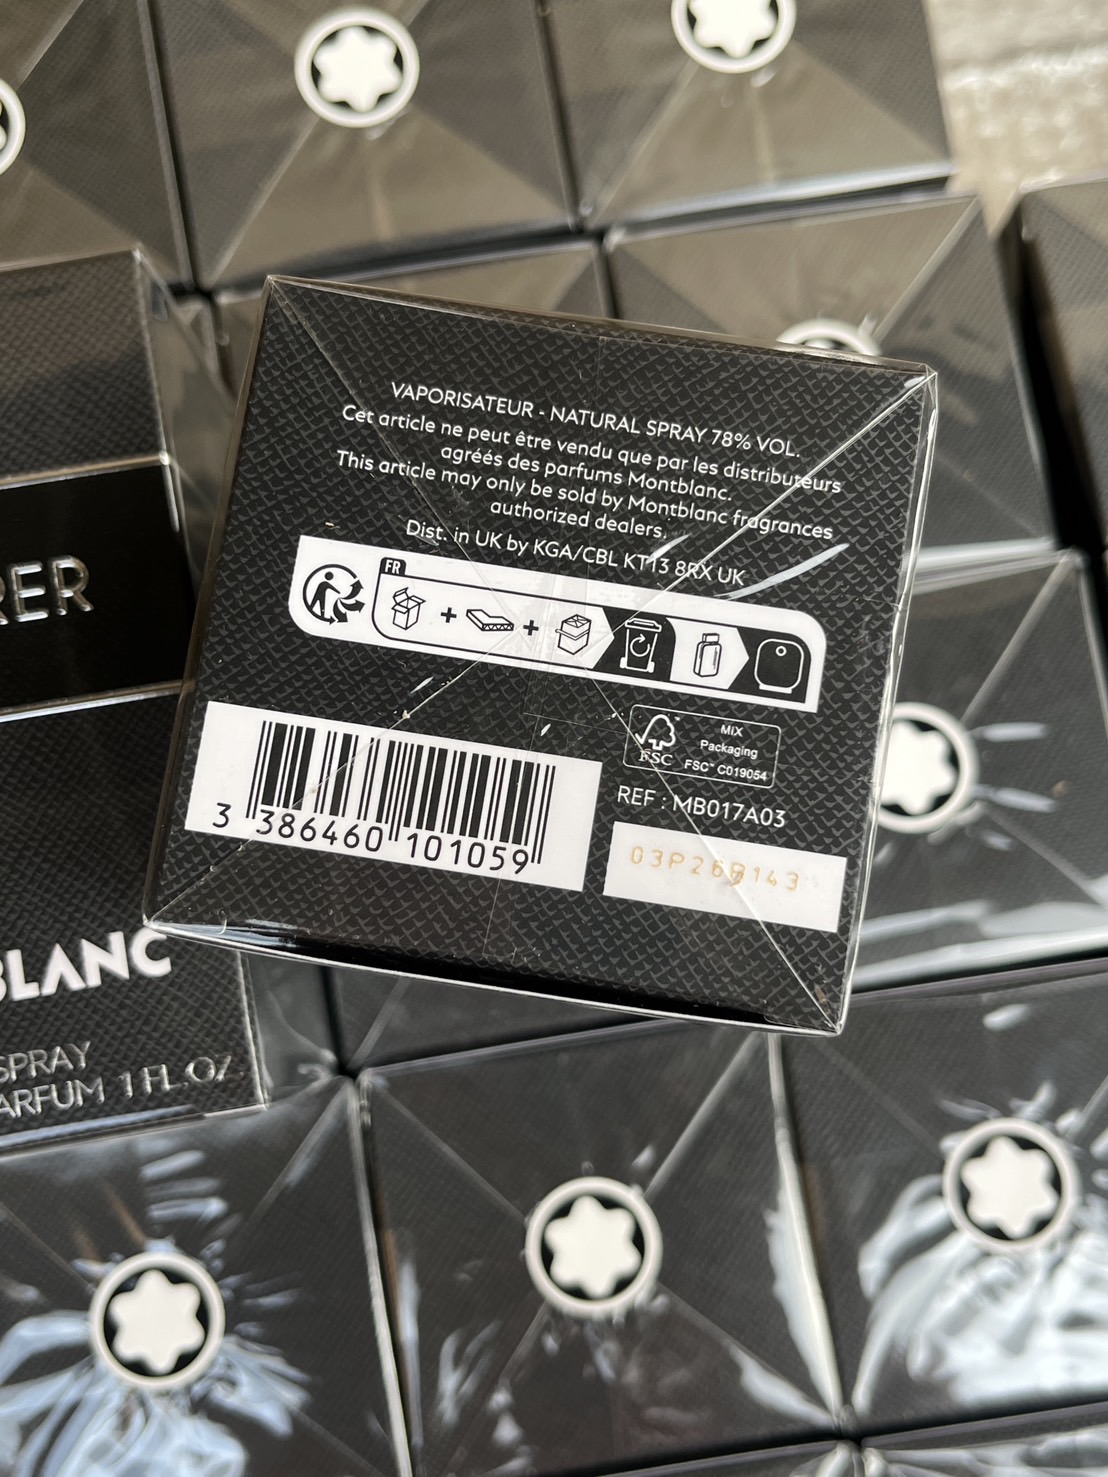 VAPORISATEUR - NATURAL SPRAY 78% VOL.
Cet article ne peut être vendu que par les distributeurs
agréés des parfums Montblanc.
This article may only be sold by Montblanc fragrances
authorized dealers.
Dist. in UK by KGA/CBL KT13 8RX UK
FR
MIX
Packaging
FSC™ C019054
FSC
REF : MB017A03
3 386460 101059
03P26B143
RER
BLANC
SPRAY
ARFUM 1 FL. OZ